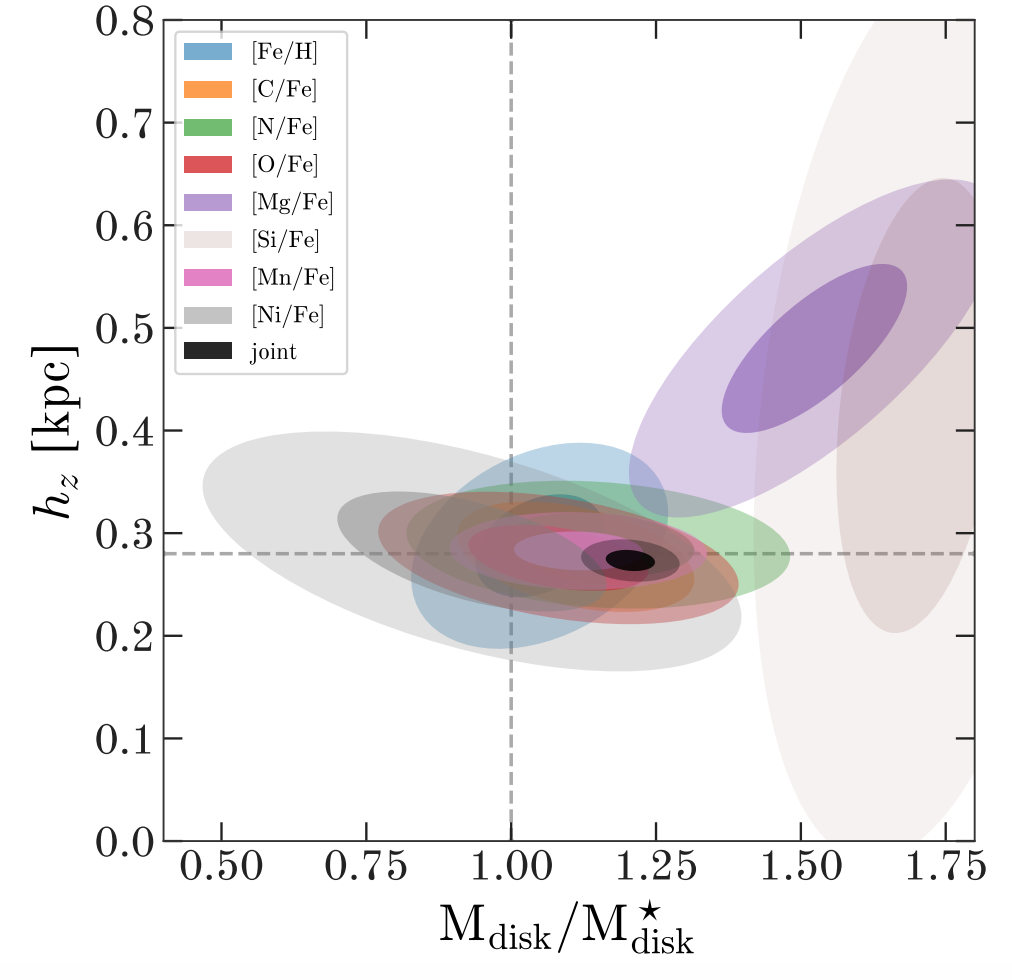 0.8
0.7
0.6
0.5
0.4
0.3
0.2
0.1
0.0
h_z [kpc]
[Fe/H]
[C/Fe]
[N/Fe]
[O/Fe]
[Mg/Fe]
[Si/Fe]
[Mn/Fe]
[Ni/Fe]
joint
0.50 0.75 1.00 1.25 1.50 1.75
M_disk/M^★_disk